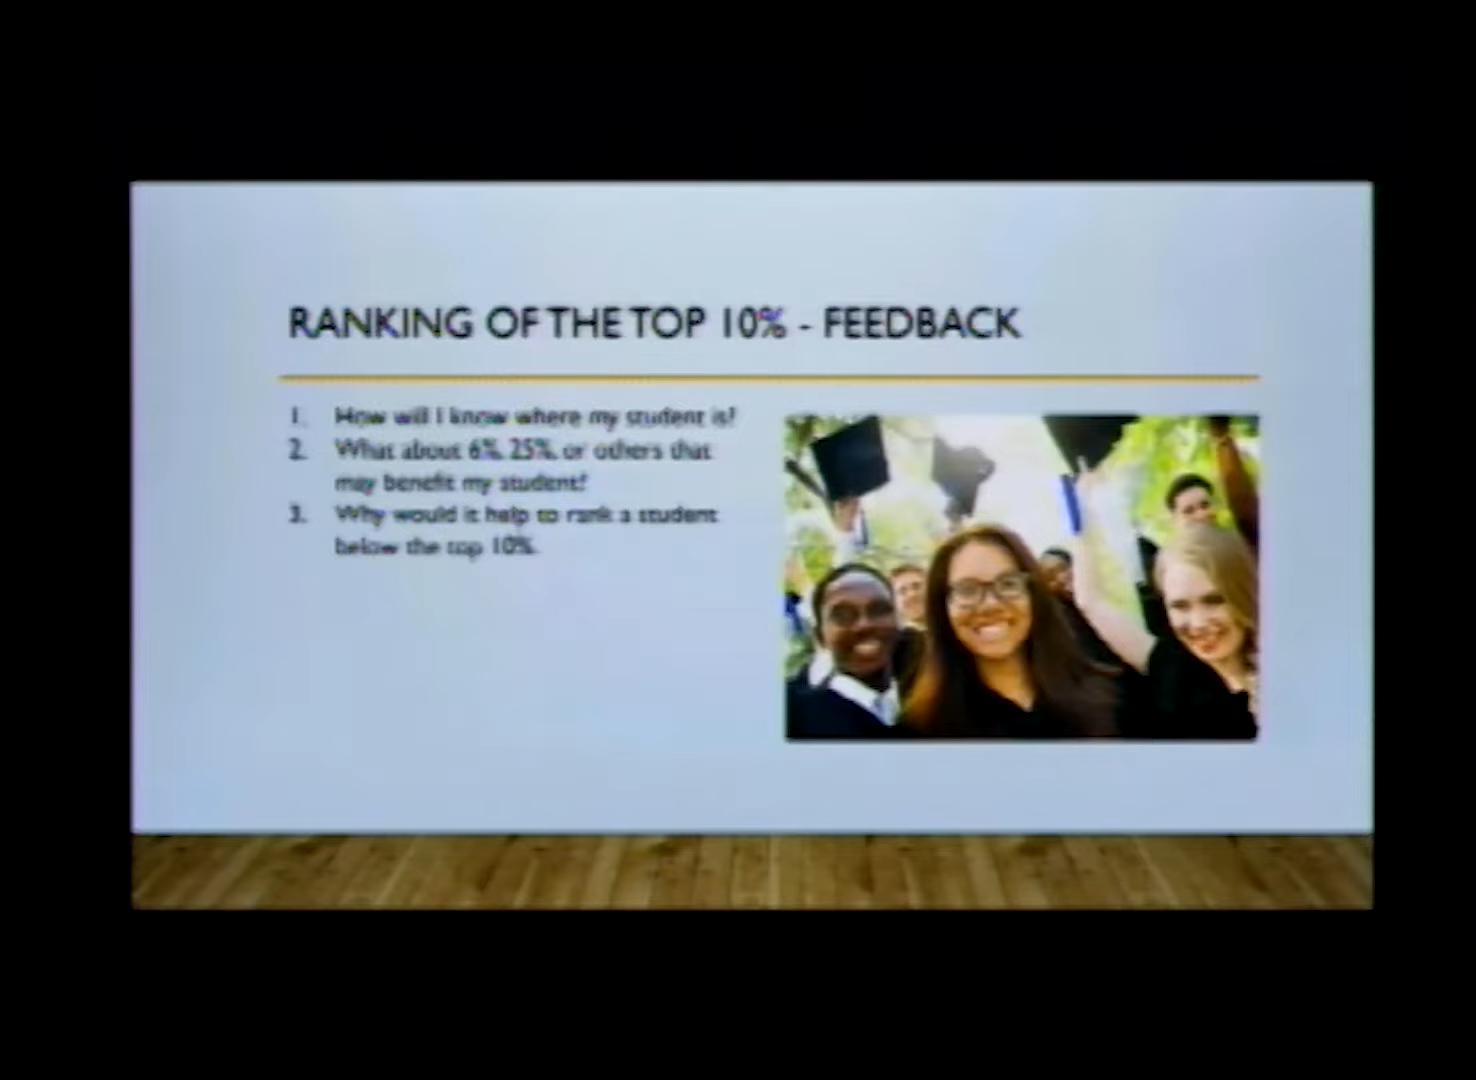 RANKING OF THE TOP 10% - FEEDBACK
1. How will I know where my student is?
2. What about 6%, 25%, or others that
may benefit my student?
3. Why would it help to rank a student
below the top 10%.